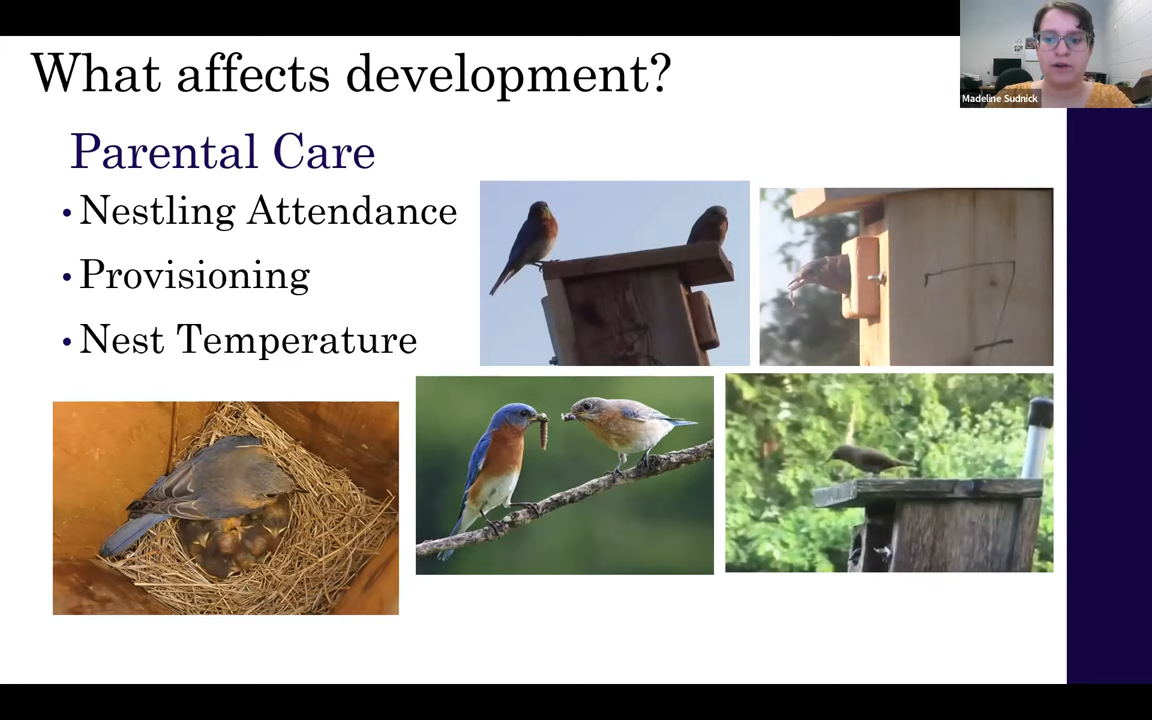 What affects development?
Madeline Sudnick
Parental Care
• Nestling Attendance
• Provisioning
• Nest Temperature